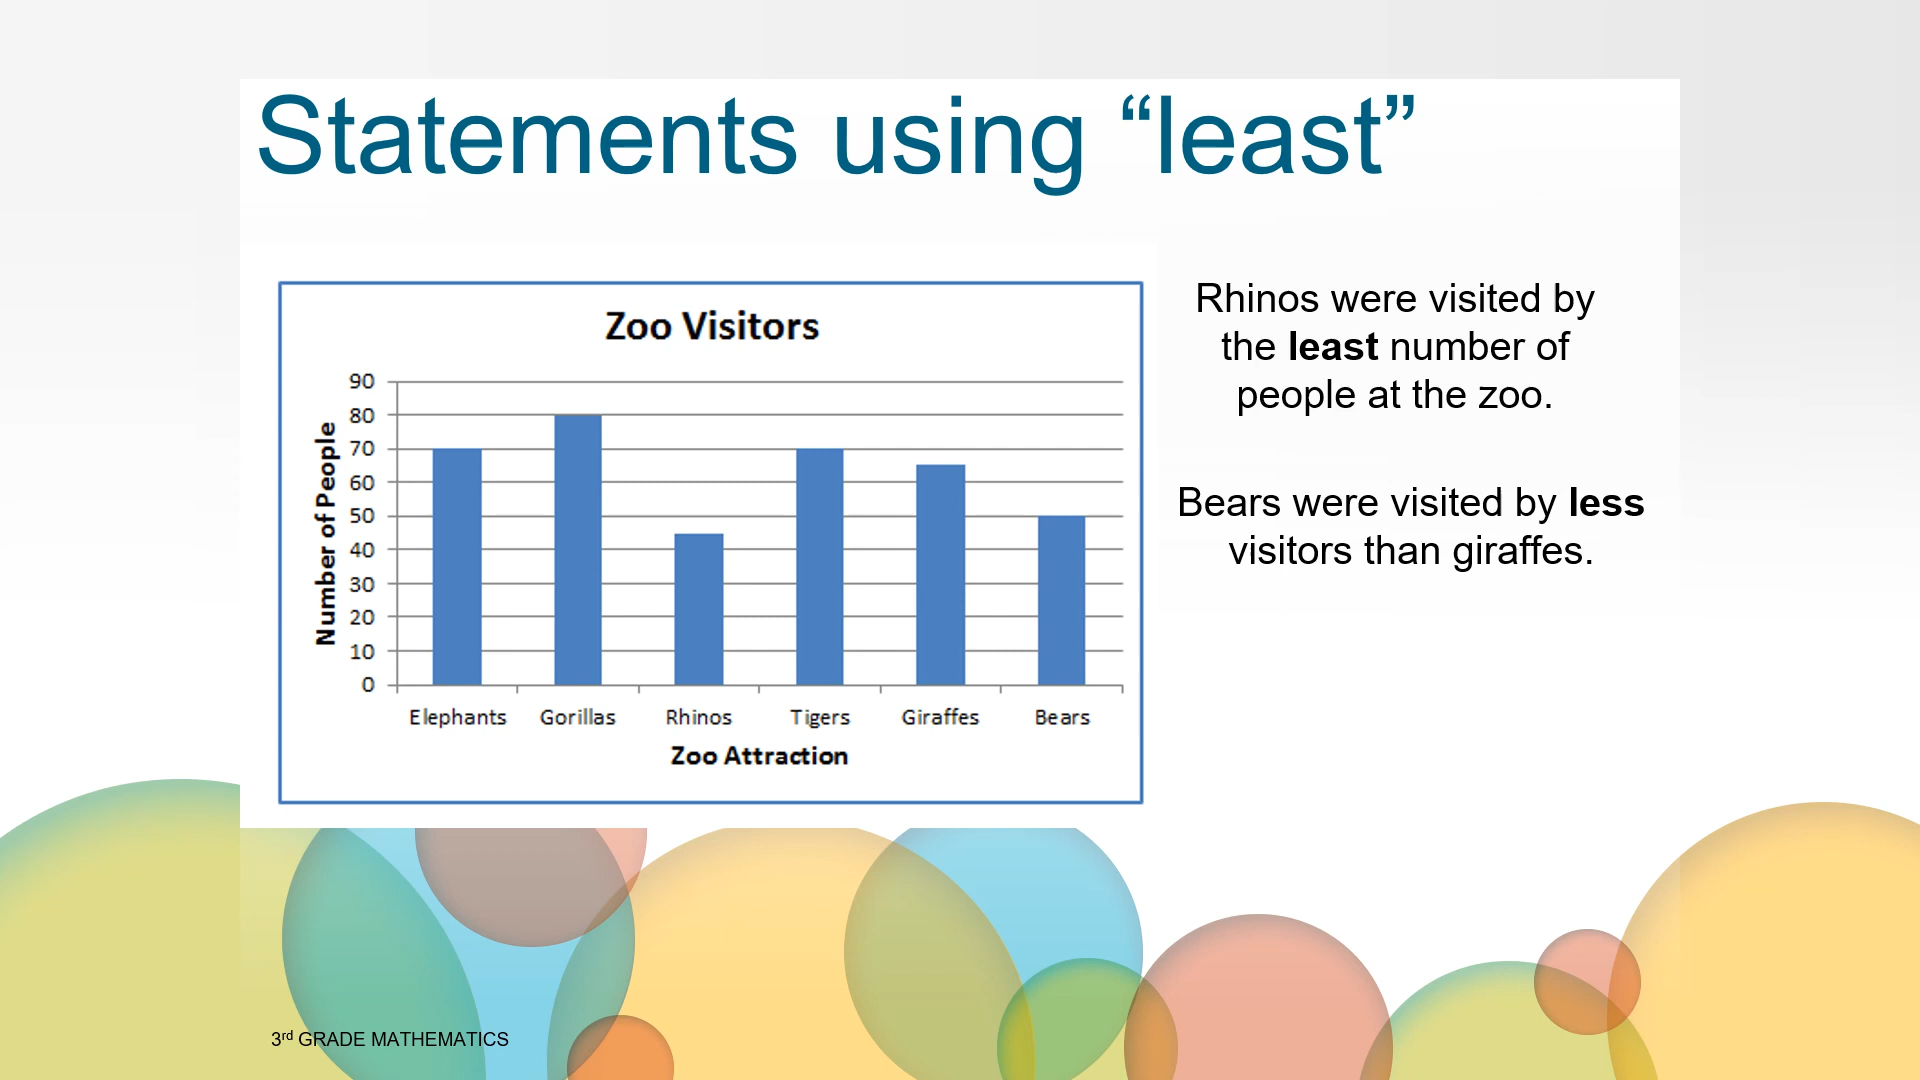 Statements using “least”
Zoo Visitors
Number of People
90
80
70
60
50
40
30
20
10
0
Elephants Gorillas Rhinos Tigers Giraffes Bears
Zoo Attraction
Rhinos were visited by
the least number of
people at the zoo.
Bears were visited by less
visitors than giraffes.
3rd GRADE MATHEMATICS